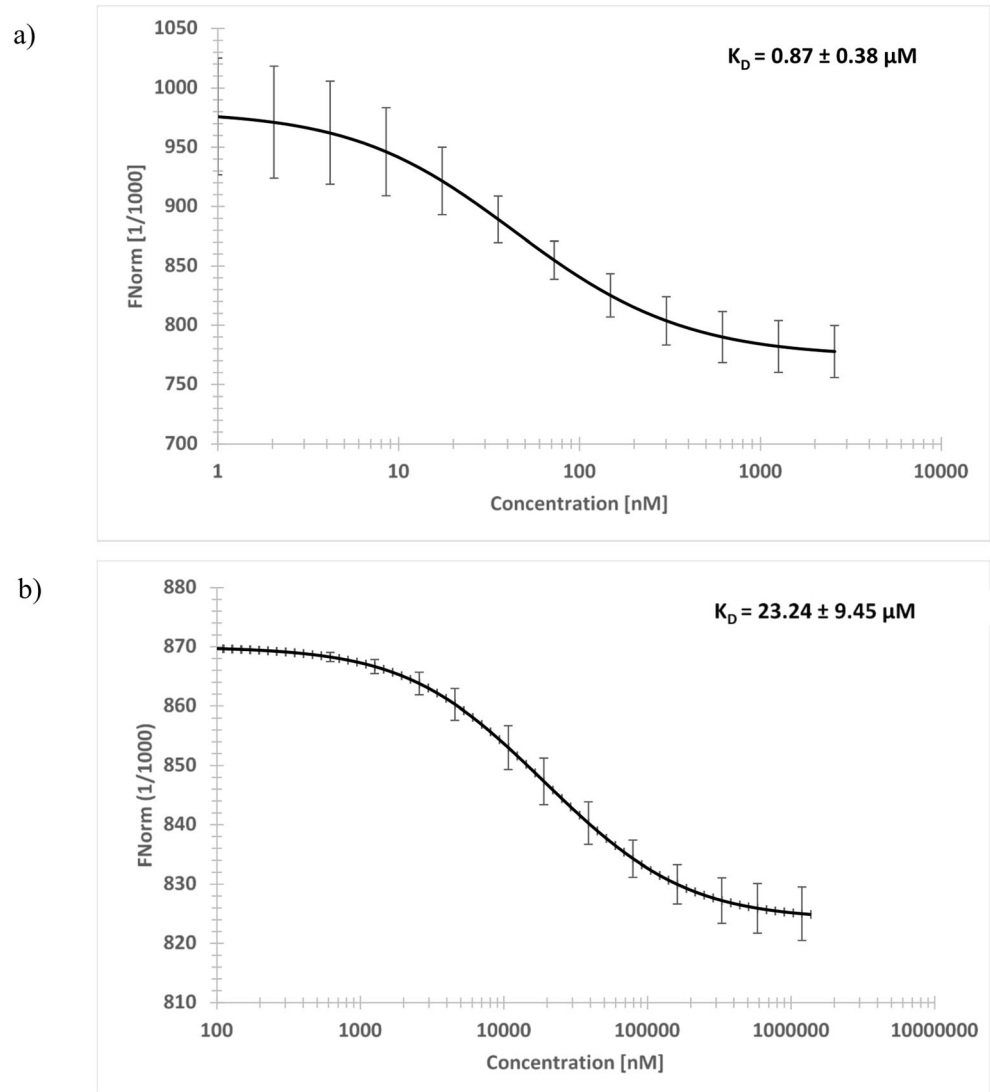 a)
1050
K_D = 0.87 ± 0.38 µM
1000
950
900
850
800
750
700
FNorm [1/1000]
1 10 100 1000 10000
Concentration [nM]
b)
880
K_D = 23.24 ± 9.45 µM
870
860
850
840
830
820
810
FNorm (1/1000)
100 1000 10000 100000 1000000 10000000
Concentration [nM]